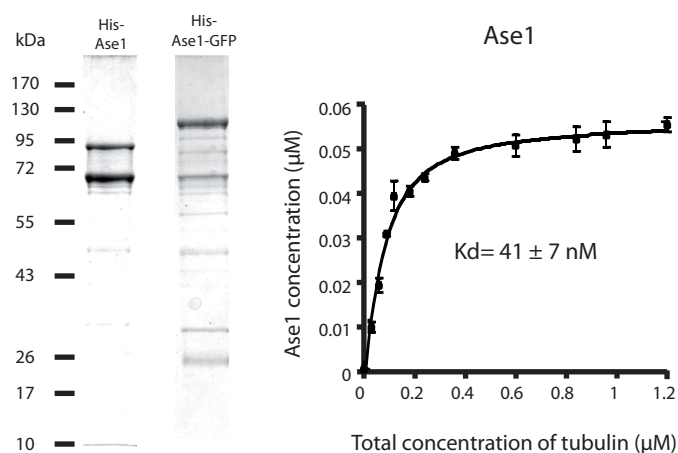 kDa
His-
Ase1
His-
Ase1-GFP
170
130
95
72
55
43
26
17
10
Ase1
Ase1 concentration (µM)
0.06
0.05
0.04
0.03
0.02
0.01
0
Kd= 41 ± 7 nM
0 0.2 0.4 0.6 0.8 1 1.2
Total concentration of tubulin (µM)